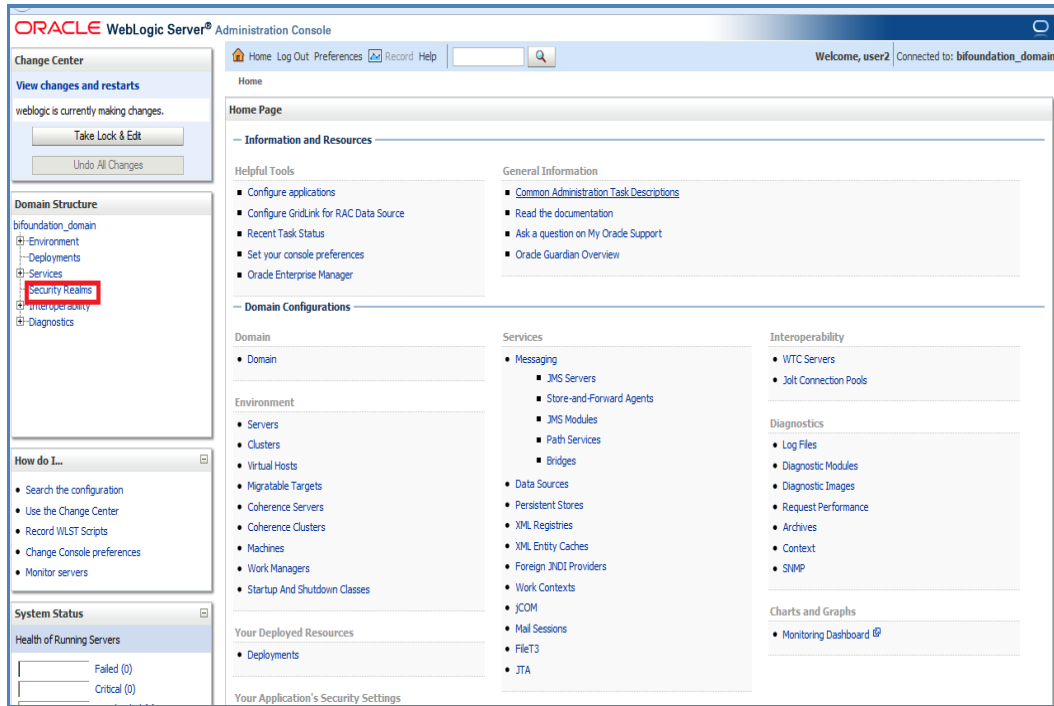 ORACLE WebLogic Server® Administration Console
Change Center
View changes and restarts
weblogic is currently making changes.
Take Lock & Edit
Undo All Changes
Domain Structure
bifoundation_domain
Environment
Deployments
Services
Security Realms
Interoperability
Diagnostics
How do I...
Search the configuration
Use the Change Center
Record WLST Scripts
Change Console preferences
Monitor servers
System Status
Health of Running Servers
Failed (0)
Critical (0)
Home Log Out Preferences Record Help
Welcome, user2 Connected to: bifoundation_domain
Home
Home Page
Information and Resources
Helpful Tools
Configure applications
Configure GridLink for RAC Data Source
Recent Task Status
Set your console preferences
Oracle Enterprise Manager
General Information
Common Administration Task Descriptions
Read the documentation
Ask a question on My Oracle Support
Oracle Guardian Overview
Domain Configurations
Domain
Domain
Environment
Servers
Clusters
Virtual Hosts
Migratable Targets
Coherence Servers
Coherence Clusters
Machines
Work Managers
Startup And Shutdown Classes
Your Deployed Resources
Deployments
Your Application's Security Settings
Services
Messaging
JMS Servers
Store-and-Forward Agents
JMS Modules
Path Services
Bridges
Data Sources
Persistent Stores
XML Registries
XML Entity Caches
Foreign JNDI Providers
Work Contexts
jCOM
Mail Sessions
FileT3
JTA
Interoperability
WTC Servers
Jolt Connection Pools
Diagnostics
Log Files
Diagnostic Modules
Diagnostic Images
Request Performance
Archives
Context
SNMP
Charts and Graphs
Monitoring Dashboard